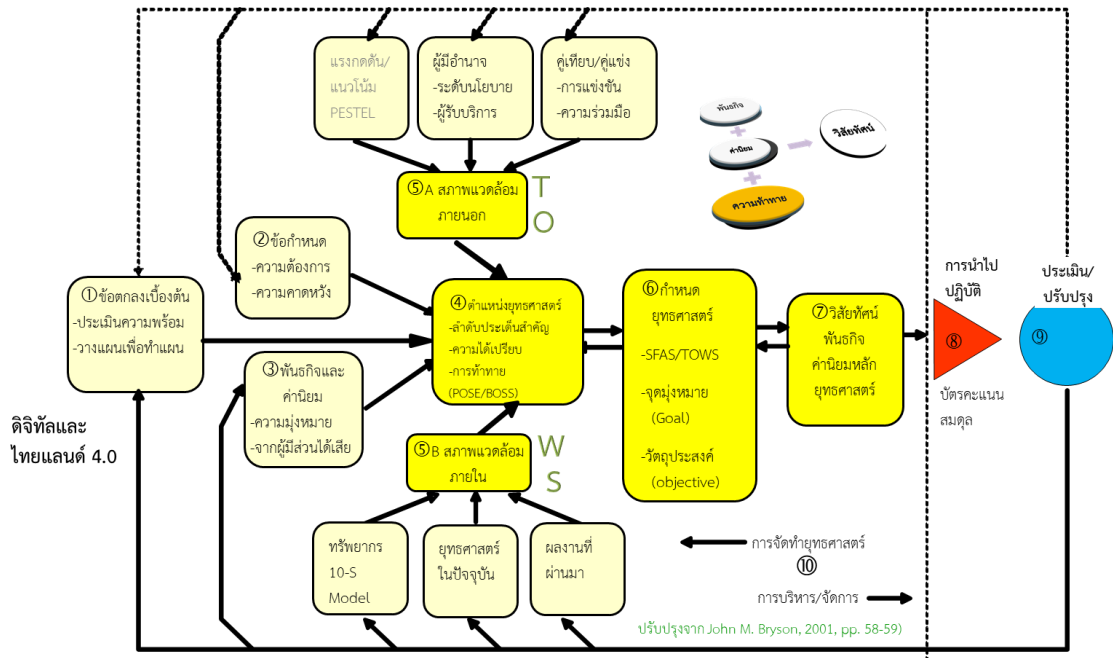 แรงกดดัน/
แนวโน้ม
PESTEL
ผู้มีอำนาจ
-ระดับนโยบาย
-ผู้รับบริการ
คู่เทียบ/คู่แข่ง
-การแข่งขัน
-ความร่วมมือ
พันธกิจ
ค่านิยม
ความท้าทาย
วิสัยทัศน์
⑤A สภาพแวดล้อม
ภายนอก
T
O
②ข้อกำหนด
-ความต้องการ
-ความคาดหวัง
①ข้อตกลงเบื้องต้น
-ประเมินความพร้อม
-วางแผนเพื่อทำแผน
③พันธกิจและ
ค่านิยม
-ความมุ่งหมาย
-จากผู้มีส่วนได้เสีย
④ตำแหน่งยุทธศาสตร์
-ลำดับประเด็นสำคัญ
-ความได้เปรียบ
-การท้าทาย
(POSE/BOSS)
⑥กำหนด
ยุทธศาสตร์
-SFAS/TOWS
-จุดมุ่งหมาย
(Goal)
-วัตถุประสงค์
(objective)
⑦วิสัยทัศน์
พันธกิจ
ค่านิยมหลัก
ยุทธศาสตร์
การนำไป
ปฏิบัติ
⑧
บัตรคะแนน
สมดุล
ประเมิน/
ปรับปรุง
⑨
ดิจิทัลและ
ไทยแลนด์ 4.0
⑤B สภาพแวดล้อม
ภายใน
W
S
ทรัพยากร
10-S
Model
ยุทธศาสตร์
ในปัจจุบัน
ผลงานที่
ผ่านมา
การจัดทำยุทธศาสตร์
⑩
การบริหาร/จัดการ
ปรับปรุงจาก John M. Bryson, 2001, pp. 58-59)